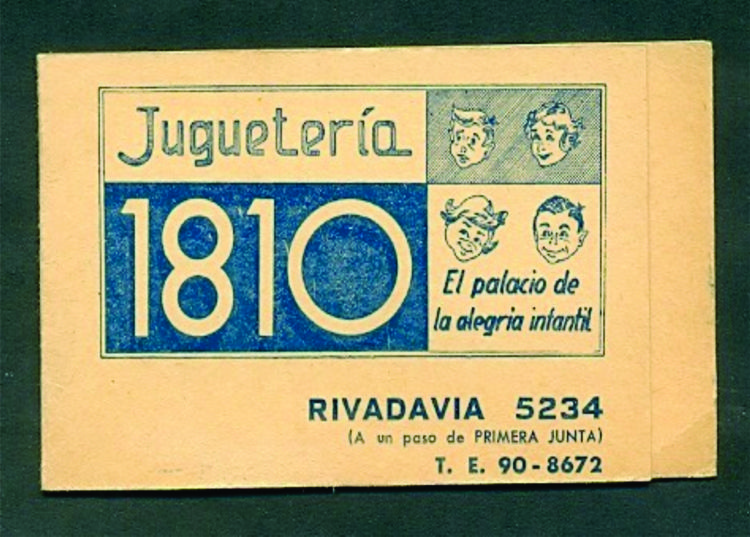 Juguetería
1810
El palacio de
la alegria infantil
RIVADAVIA 5234
(A un paso de PRIMERA JUNTA)
T. E. 90-8672